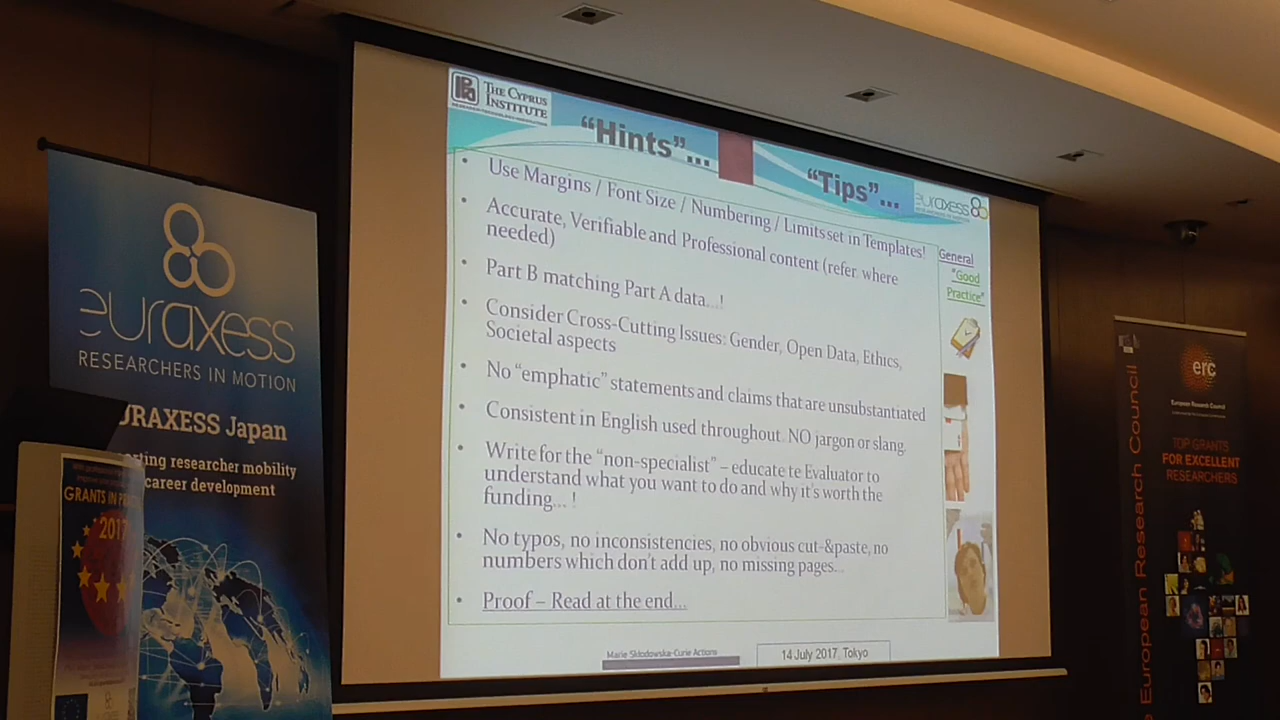 THE CYPRUS
INSTITUTE
“Hints”...
“Tips”...
euraxess
RESEARCHERS IN MOTION
• Use Margins / Font Size / Numbering / Limits set in Templates!
• Accurate, Verifiable and Professional content (refer. where
needed)
• Part B matching Part A data...!
• Consider Cross-Cutting Issues: Gender, Open Data, Ethics,
Societal aspects
• No “emphatic” statements and claims that are unsubstantiated
• Consistent in English used throughout. NO jargon or slang.
• Write for the “non-specialist” – educate te Evaluator to
understand what you want to do and why it's worth the
funding... !
• No typos, no inconsistencies, no obvious cut-&paste, no
numbers which don't add up, no missing pages...
• Proof – Read at the end...
General
“Good
Practice”
Marie Skłodowska-Curie Actions
14 July 2017, Tokyo
euraxess
RESEARCHERS IN MOTION
URAXESS Japan
rting researcher mobility
career development
GRANTS IN
2017
erc
European Research Council
TOP GRANTS
FOR EXCELLENT
RESEARCHERS
European Research Council